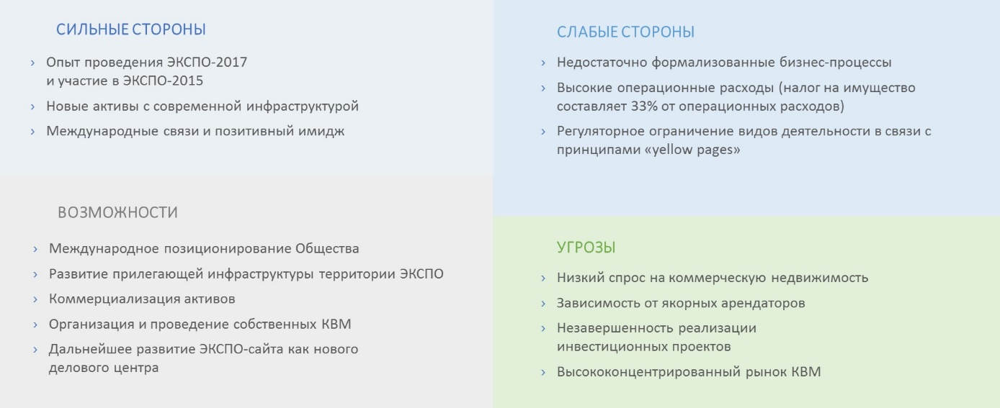 СИЛЬНЫЕ СТОРОНЫ
› Опыт проведения ЭКСПО-2017
и участие в ЭКСПО-2015
› Новые активы с современной инфраструктурой
› Международные связи и позитивный имидж
СЛАБЫЕ СТОРОНЫ
› Недостаточно формализованные бизнес-процессы
› Высокие операционные расходы (налог на имущество
составляет 33% от операционных расходов)
› Регуляторное ограничение видов деятельности в связи с
принципами «yellow pages»
ВОЗМОЖНОСТИ
› Международное позиционирование Общества
› Развитие прилегающей инфраструктуры территории ЭКСПО
› Коммерциализация активов
› Организация и проведение собственных КВМ
› Дальнейшее развитие ЭКСПО-сайта как нового
делового центра
УГРОЗЫ
› Низкий спрос на коммерческую недвижимость
› Зависимость от якорных арендаторов
› Незавершенность реализации
инвестиционных проектов
› Высококонцентрированный рынок КВМ